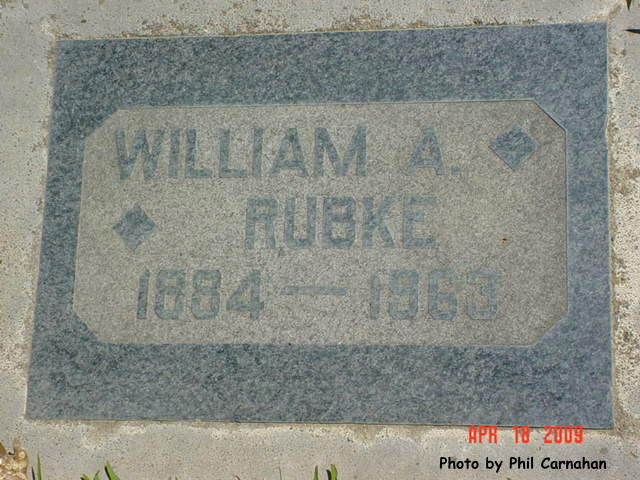 WILLIAM A.
RUBKE
1884 — 1963
APR 18 2009
Photo by Phil Carnahan